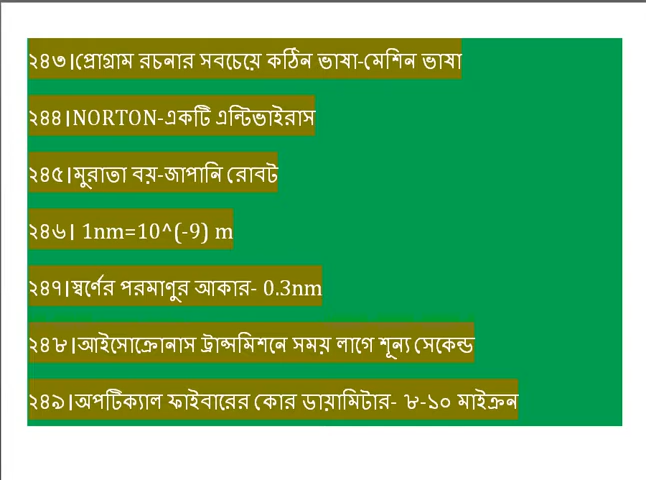 ২৪৩।প্রোগ্রাম রচনার সবচেয়ে কঠিন ভাষা-মেশিন ভাষা
২৪৪।NORTON-একটি এন্টিভাইরাস
২৪৫।মুরাতা বয়-জাপানি রোবট
২৪৬। 1nm=10^(-9) m
২৪৭।স্বর্ণের পরমাণুর আকার- 0.3nm
২৪৮।আইসোক্রোনাস ট্রান্সমিশনে সময় লাগে শূন্য সেকেন্ড
২৪৯।অপটিক্যাল ফাইবারের কোর ডায়ামিটার- ৮-১০ মাইক্রন